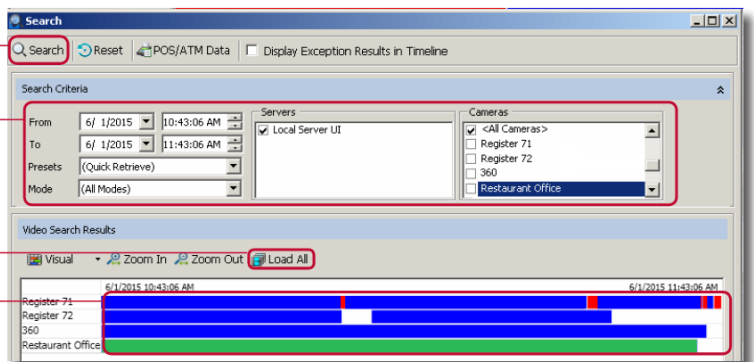 Search
Search Reset POS/ATM Data Display Exception Results in Timeline
Search Criteria
From 6/ 1/2015 10:43:06 AM
To 6/ 1/2015 11:43:06 AM
Presets (Quick Retrieve)
Mode (All Modes)
Servers
Local Server UI
Cameras
<All Cameras>
Register 71
Register 72
360
Restaurant Office
Video Search Results
Visual Zoom In Zoom Out Load All
6/1/2015 10:43:06 AM 6/1/2015 11:43:06 AM
Register 71
Register 72
360
Restaurant Office